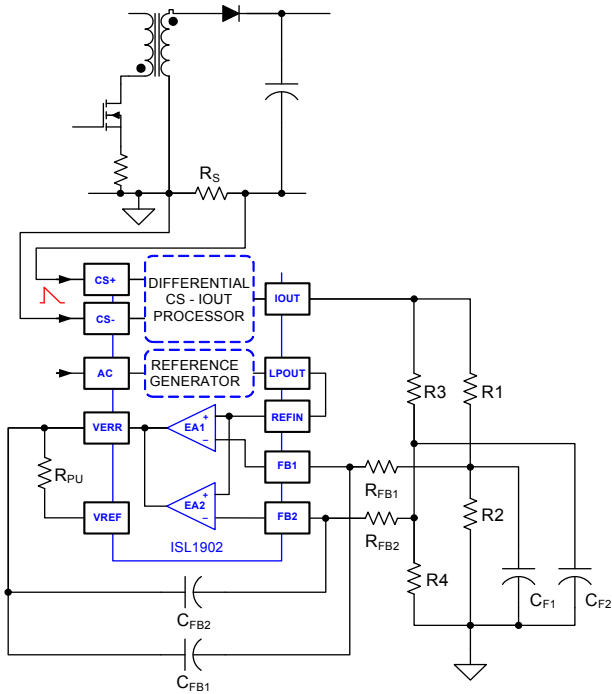 RS
CS+
DIFFERENTIAL
CS - IOUT
PROCESSOR
IOUT
CS-
AC
REFERENCE
GENERATOR
LPOUT
R3
R1
REFIN
VERR
+
EA1
−
FB1
RPU
RFB1
+
EA2
−
FB2
R2
VREF
RFB2
ISL1902
R4
CF1
CF2
CFB2
CFB1